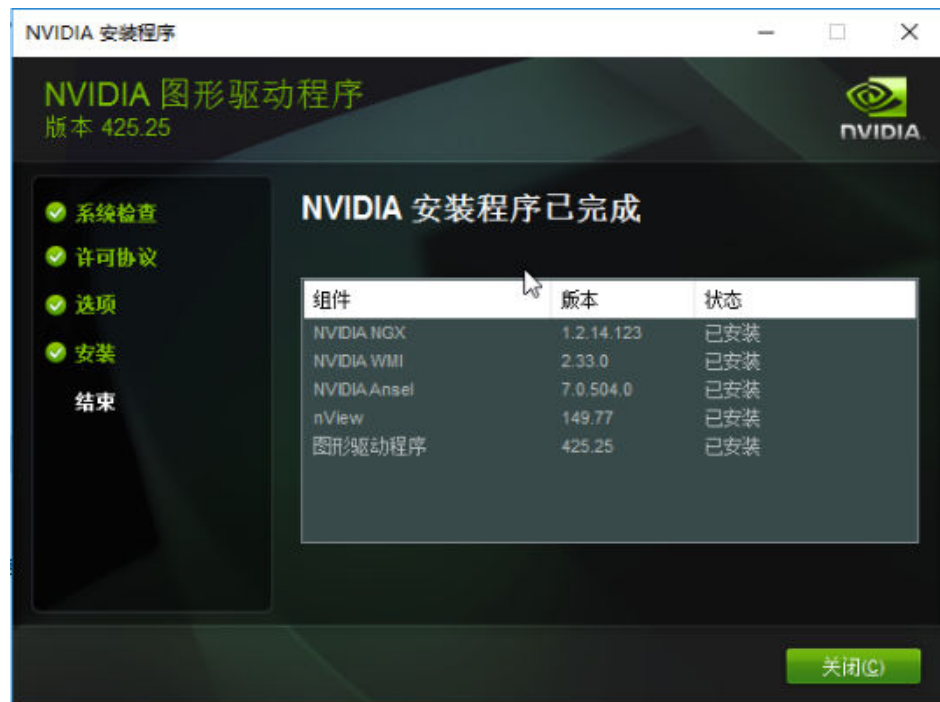 NVIDIA 安装程序
NVIDIA 图形驱动程序
版本 425.25
NVIDIA.
系统检查
许可协议
选项
安装
结束
NVIDIA 安装程序已完成
组件 版本 状态
NVIDIA NGX 1.2.14.123 已安装
NVIDIA WMI 2.33.0 已安装
NVIDIA Ansel 7.0.504.0 已安装
nView 149.77 已安装
图形驱动程序 425.25 已安装
关闭(C)